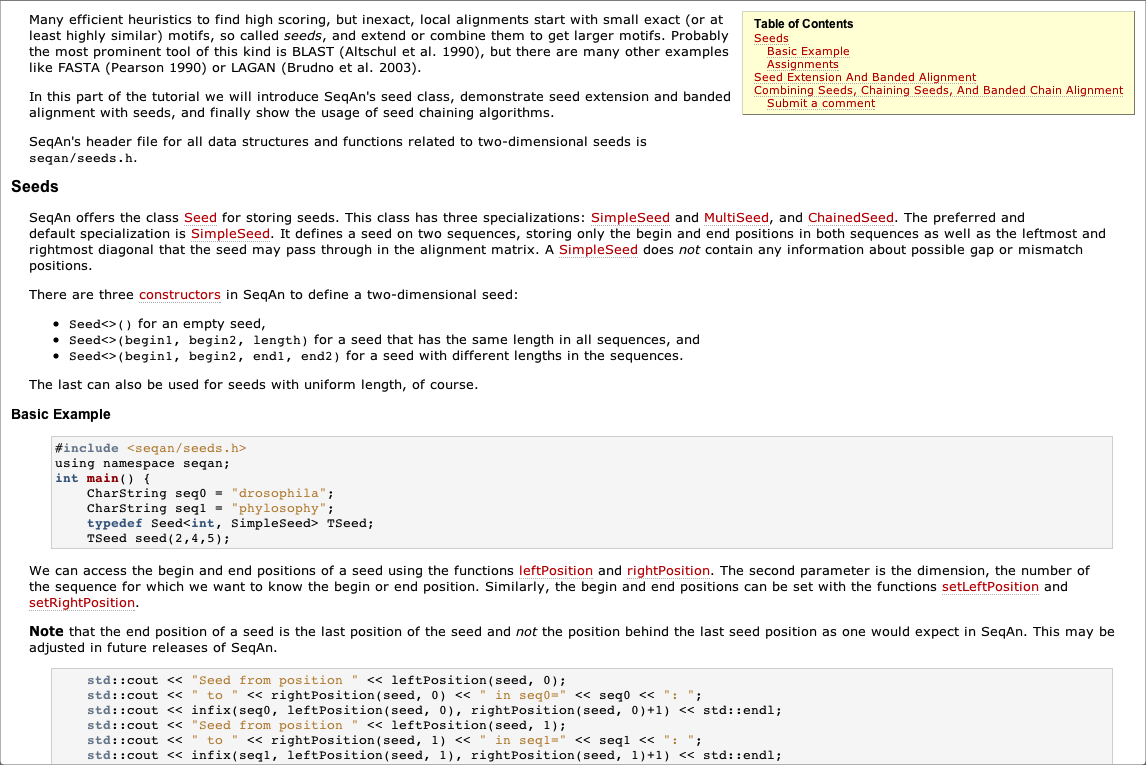 Many efficient heuristics to find high scoring, but inexact, local alignments start with small exact (or at
least highly similar) motifs, so called seeds, and extend or combine them to get larger motifs. Probably
the most prominent tool of this kind is BLAST (Altschul et al. 1990), but there are many other examples
like FASTA (Pearson 1990) or LAGAN (Brudno et al. 2003).
In this part of the tutorial we will introduce SeqAn's seed class, demonstrate seed extension and banded
alignment with seeds, and finally show the usage of seed chaining algorithms.
SeqAn's header file for all data structures and functions related to two-dimensional seeds is
seqan/seeds.h.
Table of Contents
Seeds
Basic Example
Assignments
Seed Extension And Banded Alignment
Combining Seeds, Chaining Seeds, And Banded Chain Alignment
Submit a comment
Seeds
SeqAn offers the class Seed for storing seeds. This class has three specializations: SimpleSeed and MultiSeed, and ChainedSeed. The preferred and
default specialization is SimpleSeed. It defines a seed on two sequences, storing only the begin and end positions in both sequences as well as the leftmost and
rightmost diagonal that the seed may pass through in the alignment matrix. A SimpleSeed does not contain any information about possible gap or mismatch
positions.
There are three constructors in SeqAn to define a two-dimensional seed:
• Seed<>() for an empty seed,
• Seed<>(begin1, begin2, length) for a seed that has the same length in all sequences, and
• Seed<>(begin1, begin2, end1, end2) for a seed with different lengths in the sequences.
The last can also be used for seeds with uniform length, of course.
Basic Example
#include <seqan/seeds.h>
using namespace seqan;
int main() {
    CharString seq0 = "drosophila";
    CharString seq1 = "phylosophy";
    typedef Seed<int, SimpleSeed> TSeed;
    TSeed seed(2,4,5);
We can access the begin and end positions of a seed using the functions leftPosition and rightPosition. The second parameter is the dimension, the number of
the sequence for which we want to know the begin or end position. Similarly, the begin and end positions can be set with the functions setLeftPosition and
setRightPosition.
Note that the end position of a seed is the last position of the seed and not the position behind the last seed position as one would expect in SeqAn. This may be
adjusted in future releases of SeqAn.
    std::cout << "Seed from position " << leftPosition(seed, 0);
    std::cout << " to " << rightPosition(seed, 0) << " in seq0=" << seq0 << ": ";
    std::cout << infix(seq0, leftPosition(seed, 0), rightPosition(seed, 0)+1) << std::endl;
    std::cout << "Seed from position " << leftPosition(seed, 1);
    std::cout << " to " << rightPosition(seed, 1) << " in seq1=" << seq1 << ": ";
    std::cout << infix(seq1, leftPosition(seed, 1), rightPosition(seed, 1)+1) << std::endl;